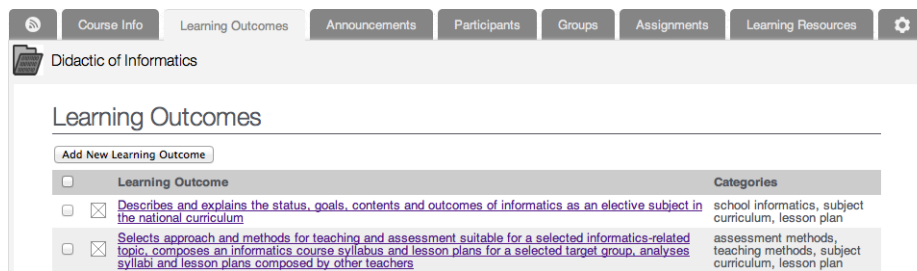 Course Info Learning Outcomes Announcements Participants Groups Assignments Learning Resources
Didactic of Informatics
Learning Outcomes
Add New Learning Outcome
Learning Outcome Categories
Describes and explains the status, goals, contents and outcomes of informatics as an elective subject in school informatics, subject
the national curriculum curriculum, lesson plan
Selects approach and methods for teaching and assessment suitable for a selected informatics-related assessment methods,
topic, composes an informatics course syllabus and lesson plans for a selected target group, analyses teaching methods, subject
syllabi and lesson plans composed by other teachers curriculum, lesson plan